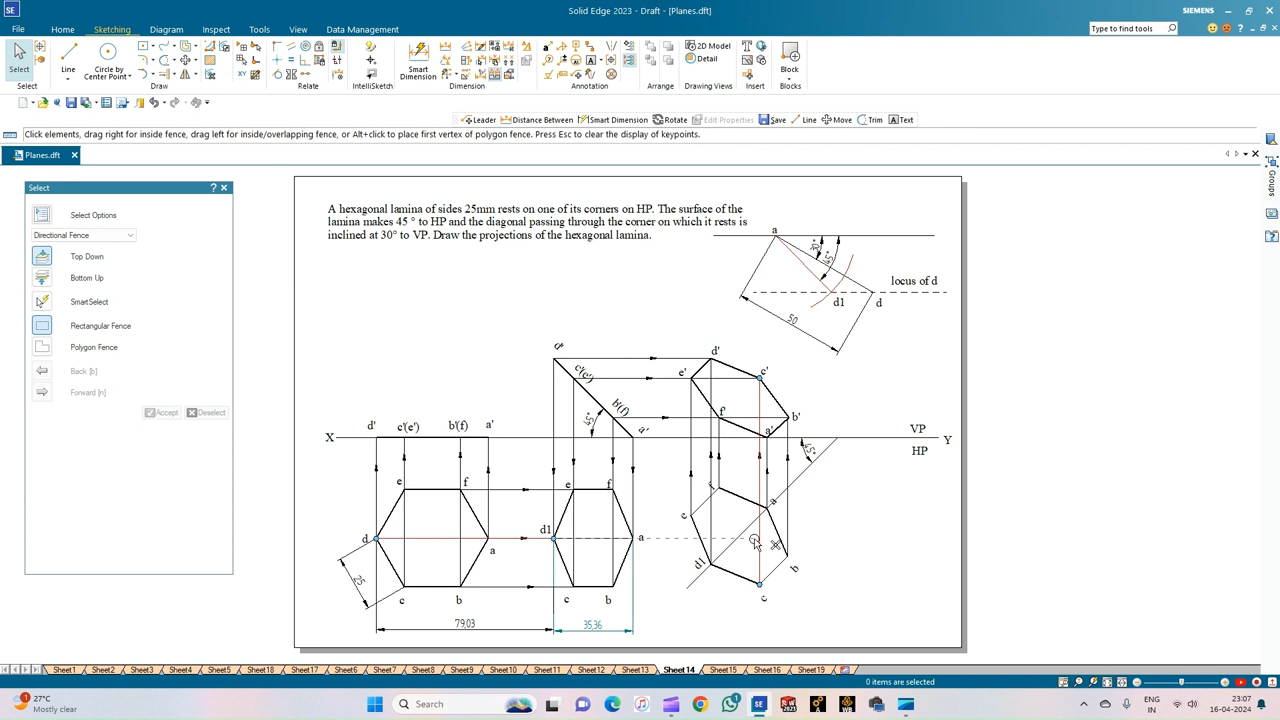 Solid Edge 2023 - Draft - [Planes.dft]
SIEMENS
SE
File Home Sketching Diagram Inspect Tools View Data Management
Type to find tools
Select
Line
Circle by
Center Point
Smart
Dimension
2D Model
Detail
Block
Select Draw Relate IntelliSketch Dimension Annotation Arrange Drawing Views Insert Blocks
Leader Distance Between Smart Dimension Rotate Edit Properties Save Line Move Trim Text
Click elements, drag right for inside fence, drag left for inside/overlapping fence, or Alt+click to place first vertex of polygon fence. Press Esc to clear the display of keypoints.
Planes.dft
Groups
Select
Select Options
Directional Fence
Top Down
Bottom Up
SmartSelect
Rectangular Fence
Polygon Fence
Back [b]
Forward [n]
Accept Deselect
A hexagonal lamina of sides 25mm rests on one of its corners on HP. The surface of the
lamina makes 45 ° to HP and the diagonal passing through the corner on which it rests is
inclined at 30° to VP. Draw the projections of the hexagonal lamina.
a
30°
45°
locus of d
d1
d
50
d'
d'
c'
e'
c'(e')
b'(f)
f'
b'
45°
a'
a'
d'
c'(e')
b'(f)
a'
X
VP
Y
HP
45°
e
f
e
f
f
a
e
d
a
d1
a
d1
b
c
25
c
b
c
b
79,03
35,36
Sheet1 Sheet2 Sheet3 Sheet4 Sheet5 Sheet18 Sheet17 Sheet6 Sheet7 Sheet8 Sheet9 Sheet10 Sheet11 Sheet12 Sheet13 Sheet14 Sheet15 Sheet16 Sheet19
0 items are selected
27°C
Mostly clear
Search
ENG
IN
23:07
16-04-2024